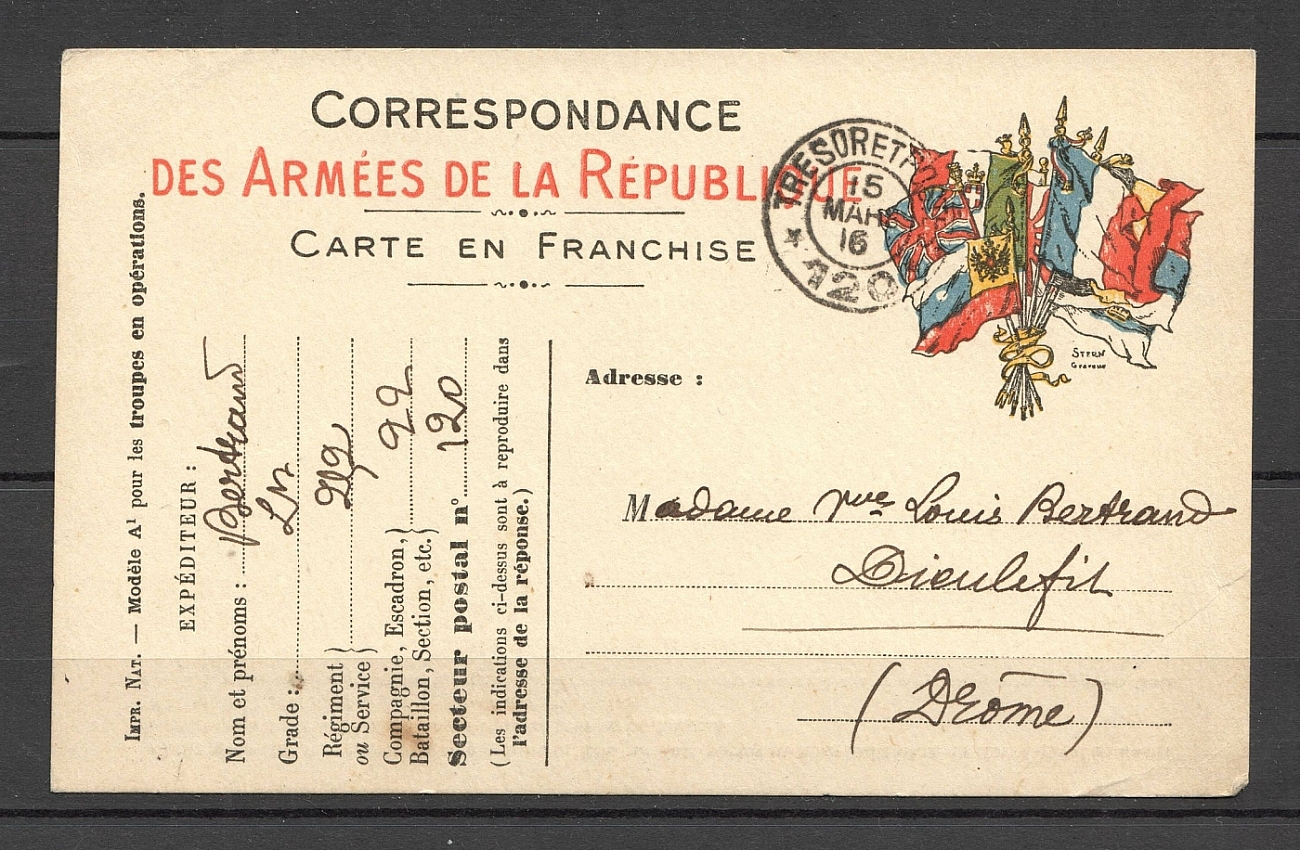 CORRESPONDANCE
DES ARMÉES DE LA RÉPUBLIQUE
CARTE EN FRANCHISE
TRESOR ET
15
MAR
16
120
STERN
Graveur
IMPR. NAT. — Modèle A¹ pour les troupes en opérations.
EXPÉDITEUR :
Nom et prénoms : Bertrand
Grade :
Régiment
ou Service
Compagnie, Escadron,
Bataillon, Section, etc. 22
Secteur postal n° 120
(Les indications ci-dessus sont à reproduire dans
l'adresse de la réponse.)
Adresse :
Madame Vve Louis Bertrand
Dieulefit
(Drôme)